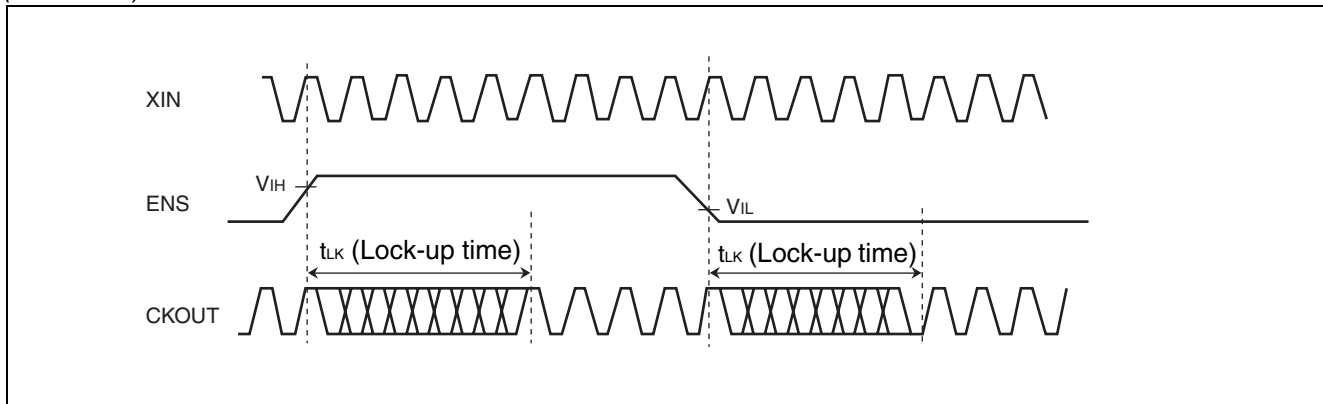 XIN
VIH
ENS
VIL
tLK (Lock-up time)
tLK (Lock-up time)
CKOUT